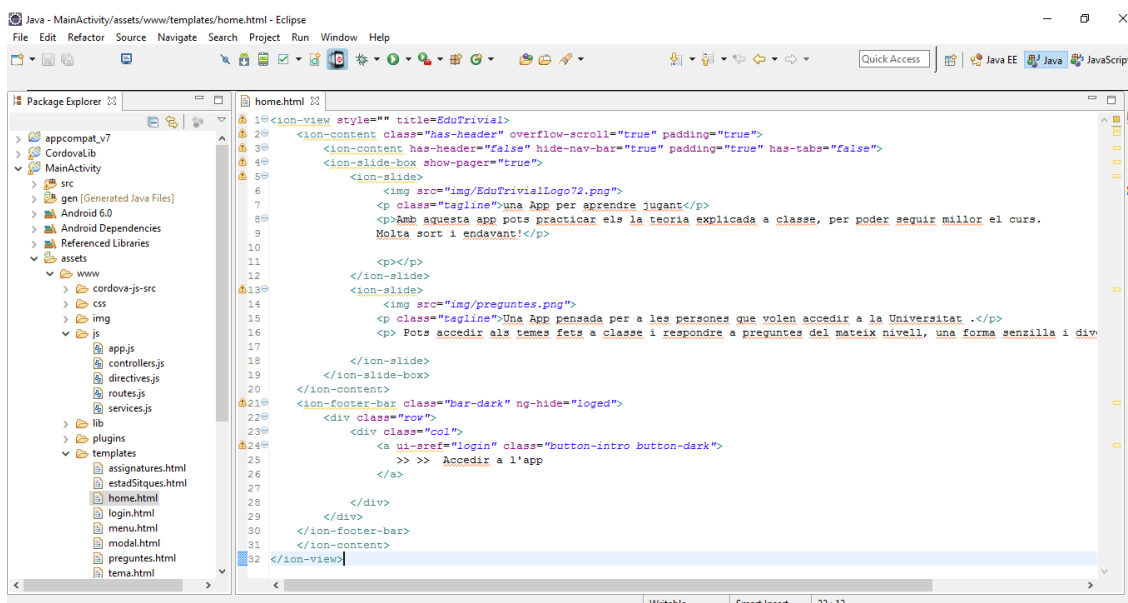 Java - MainActivity/assets/www/templates/home.html - Eclipse
File Edit Refactor Source Navigate Search Project Run Window Help
Quick Access Java EE Java JavaScript
Package Explorer
appcompat_v7
CordovaLib
MainActivity
src
gen [Generated Java Files]
Android 6.0
Android Dependencies
Referenced Libraries
assets
www
cordova-js-src
css
img
js
app.js
controllers.js
directives.js
routes.js
services.js
lib
plugins
templates
assignatures.html
estadSitques.html
home.html
login.html
menu.html
modal.html
preguntes.html
tema.html
home.html
1 <ion-view style="" title=EduTrivial>
2 <ion-content class="has-header" overflow-scroll="true" padding="true">
3 <ion-content has-header="false" hide-nav-bar="true" padding="true" has-tabs="false">
4 <ion-slide-box show-pager="true">
5 <ion-slide>
6 <img src="img/EduTrivialLogo72.png">
7 <p class="tagline">una App per aprendre jugant</p>
8 <p>Amb aquesta app pots practicar els la teoria explicada a classe, per poder seguir millor el curs.
9 Molta sort i endavant!</p>
10
11 <p></p>
12 </ion-slide>
13 <ion-slide>
14 <img src="img/preguntes.png">
15 <p class="tagline">Una App pensada per a les persones que volen accedir a la Universitat .</p>
16 <p> Pots accedir als temes fets a classe i respondre a preguntes del mateix nivell, una forma senzilla i
17
18 </ion-slide>
19 </ion-slide-box>
20 </ion-content>
21 <ion-footer-bar class="bar-dark" ng-hide="loged">
22 <div class="row">
23 <div class="col">
24 <a ui-sref="login" class="button-intro button-dark">
25 >> >> Accedir a l'app
26 </a>
27
28 </div>
29 </div>
30 </ion-footer-bar>
31 </ion-content>
32 </ion-view>